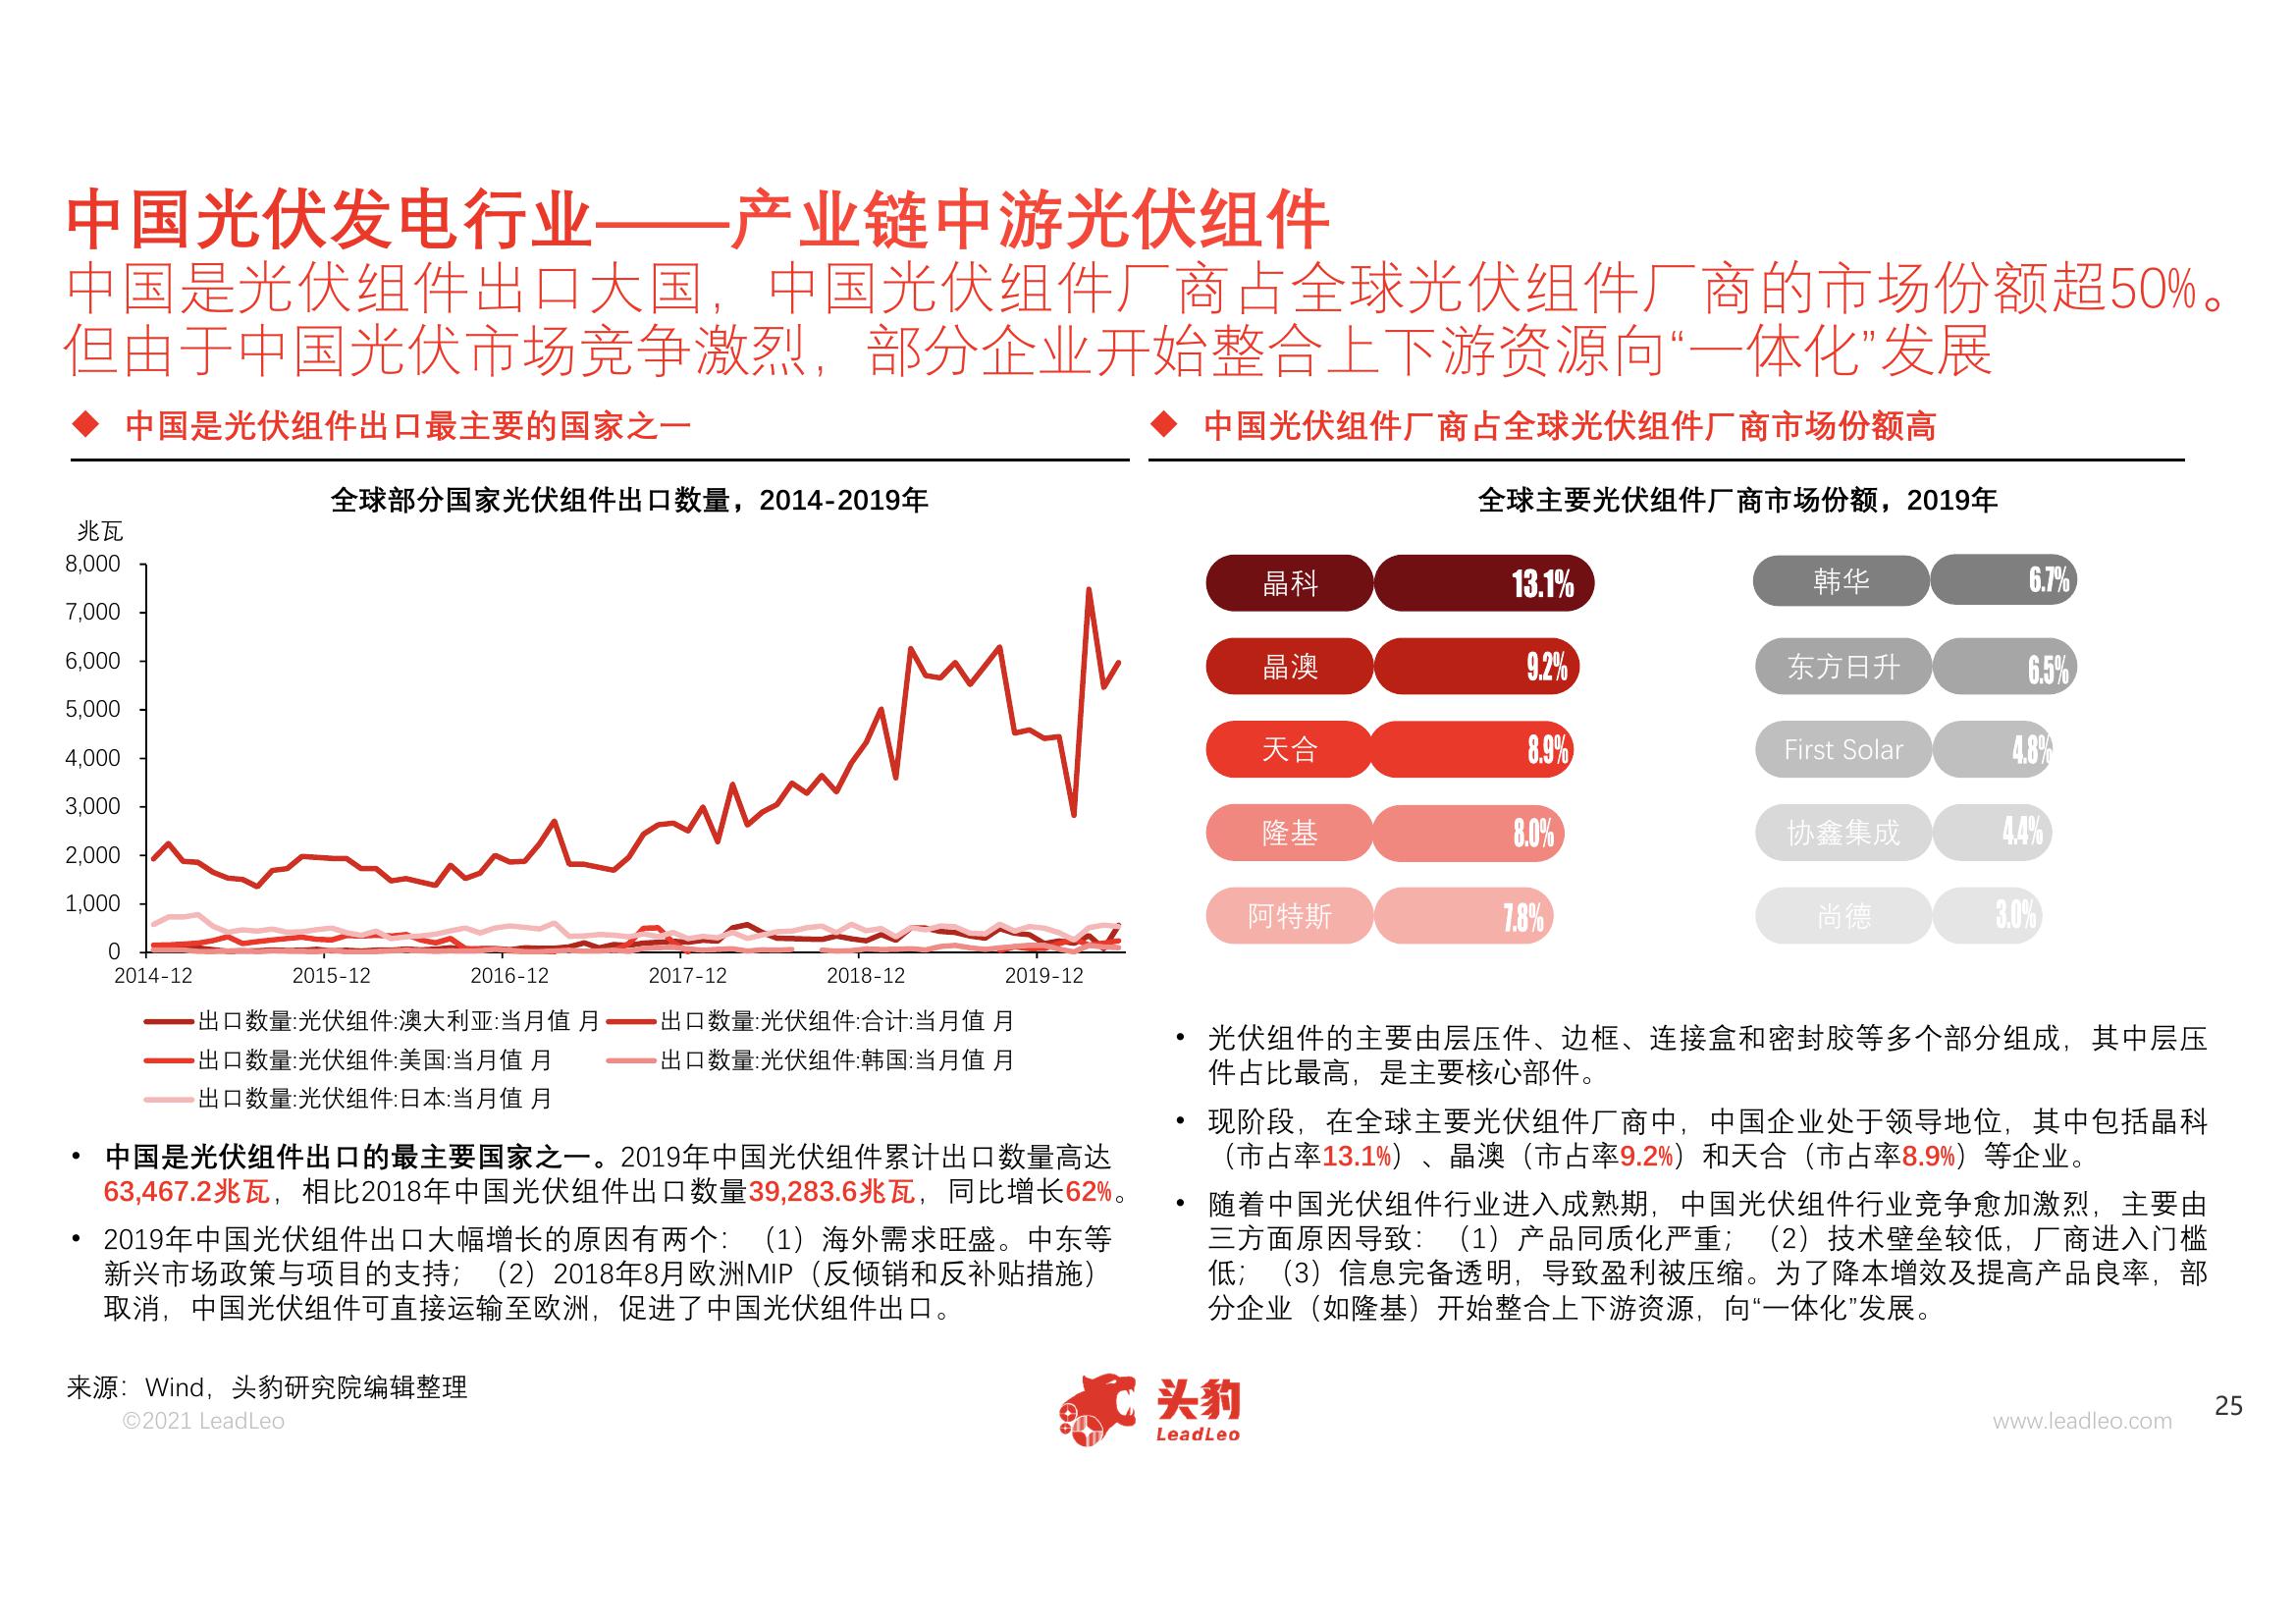 中国光伏发电行业——产业链中游光伏组件
中国是光伏组件出口大国，中国光伏组件厂商占全球光伏组件厂商的市场份额超50%。
但由于中国光伏市场竞争激烈，部分企业开始整合上下游资源向“一体化”发展
◆ 中国是光伏组件出口最主要的国家之一
全球部分国家光伏组件出口数量，2014-2019年
兆瓦
8,000
7,000
6,000
5,000
4,000
3,000
2,000
1,000
0
2014-12 2015-12 2016-12 2017-12 2018-12 2019-12
出口数量:光伏组件:澳大利亚:当月值 月 出口数量:光伏组件:合计:当月值 月
出口数量:光伏组件:美国:当月值 月 出口数量:光伏组件:韩国:当月值 月
出口数量:光伏组件:日本:当月值 月
• 中国是光伏组件出口的最主要国家之一。2019年中国光伏组件累计出口数量高达
63,467.2兆瓦，相比2018年中国光伏组件出口数量39,283.6兆瓦，同比增长62%。
• 2019年中国光伏组件出口大幅增长的原因有两个：（1）海外需求旺盛。中东等
新兴市场政策与项目的支持；（2）2018年8月欧洲MIP（反倾销和反补贴措施）
取消，中国光伏组件可直接运输至欧洲，促进了中国光伏组件出口。
◆ 中国光伏组件厂商占全球光伏组件厂商市场份额高
全球主要光伏组件厂商市场份额，2019年
晶科 13.1%
晶澳 9.2%
天合 8.9%
隆基 8.0%
阿特斯 7.8%
韩华 6.7%
东方日升 6.5%
First Solar 4.8%
协鑫集成 4.4%
尚德 3.0%
• 光伏组件的主要由层压件、边框、连接盒和密封胶等多个部分组成，其中层压
件占比最高，是主要核心部件。
• 现阶段，在全球主要光伏组件厂商中，中国企业处于领导地位，其中包括晶科
（市占率13.1%）、晶澳（市占率9.2%）和天合（市占率8.9%）等企业。
• 随着中国光伏组件行业进入成熟期，中国光伏组件行业竞争愈加激烈，主要由
三方面原因导致：（1）产品同质化严重；（2）技术壁垒较低，厂商进入门槛
低；（3）信息完备透明，导致盈利被压缩。为了降本增效及提高产品良率，部
分企业（如隆基）开始整合上下游资源，向“一体化”发展。
来源：Wind，头豹研究院编辑整理
©2021 LeadLeo
头豹
LeadLeo
www.leadleo.com
25